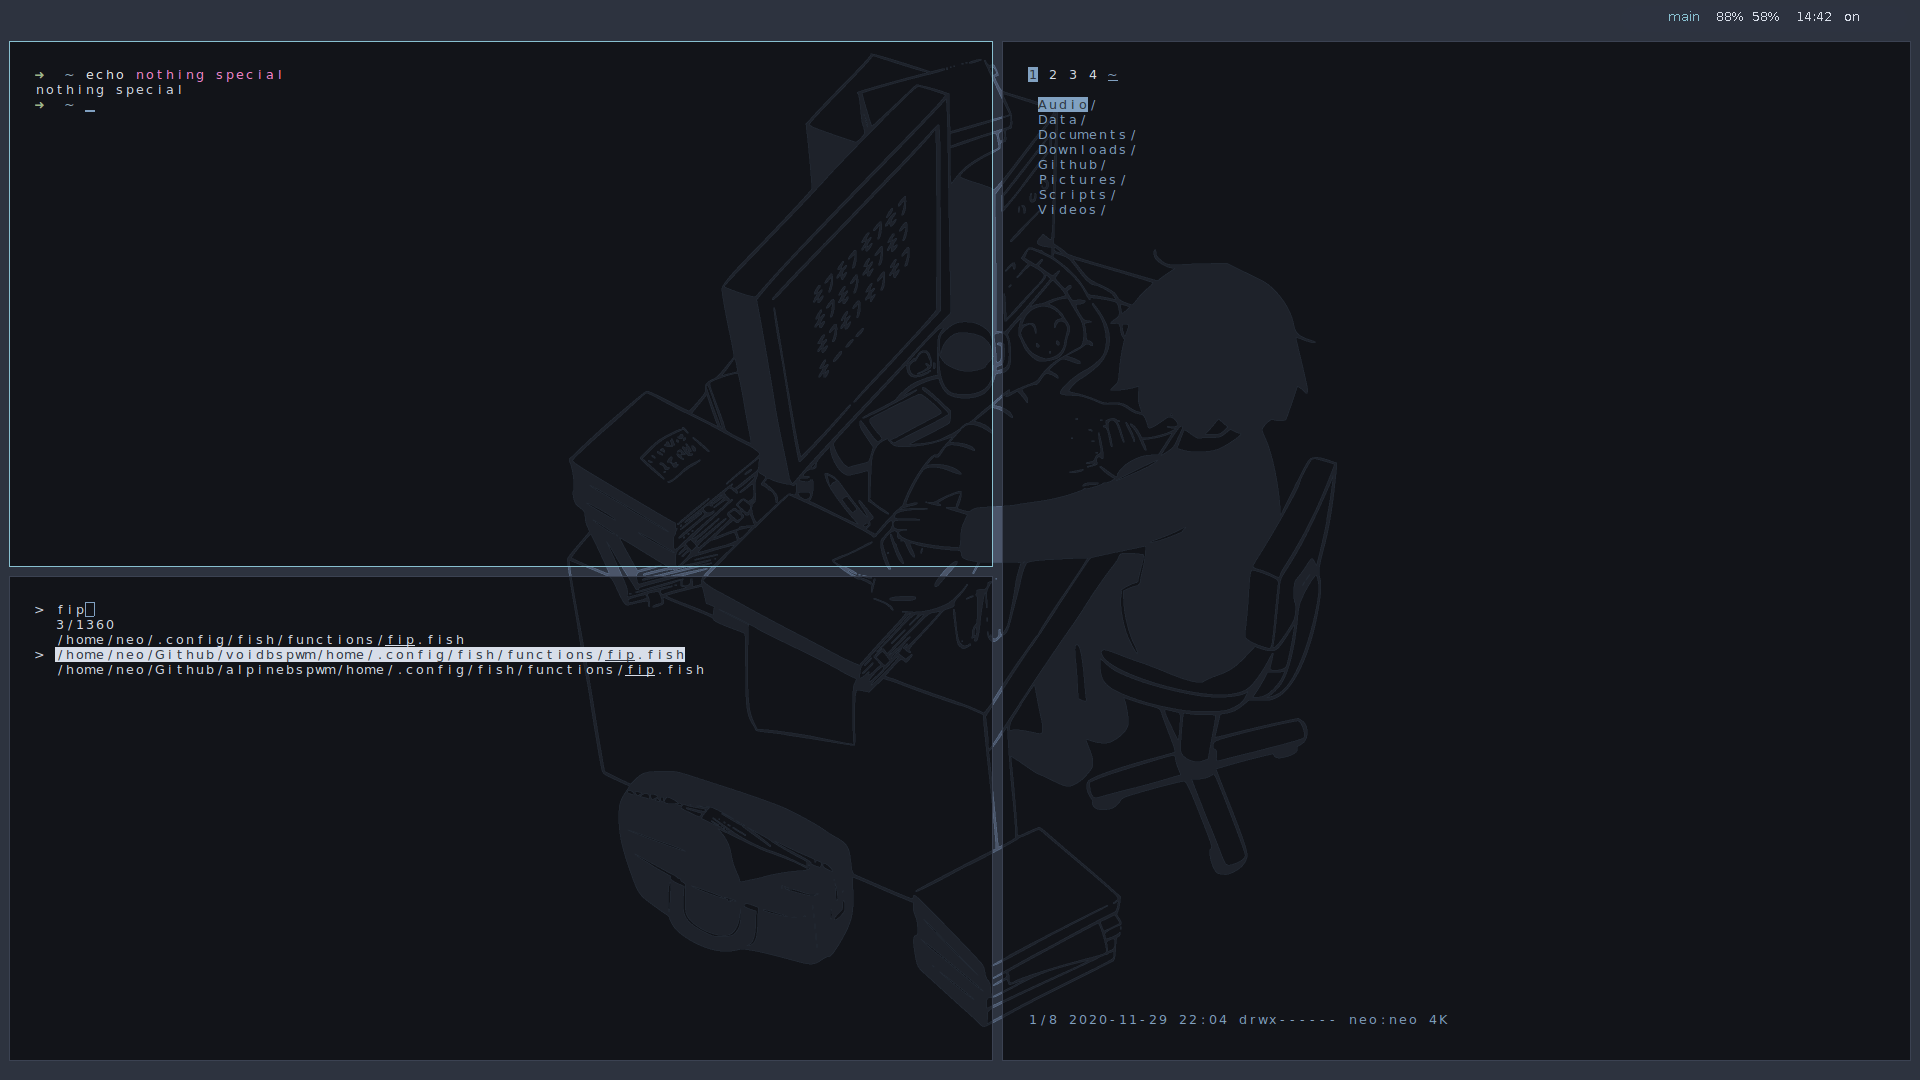 main 88% 58% 14:42 on
➜ ~ echo nothing special
nothing special
➜ ~ _
> fip
3/1360
/home/neo/.config/fish/functions/fip.fish
> /home/neo/Github/voidbspwm/home/.config/fish/functions/fip.fish
/home/neo/Github/alpinebspwm/home/.config/fish/functions/fip.fish
1 2 3 4 ~
Audio/
Data/
Documents/
Downloads/
Github/
Pictures/
Scripts/
Videos/
1/8 2020-11-29 22:04 drwx------ neo:neo 4K